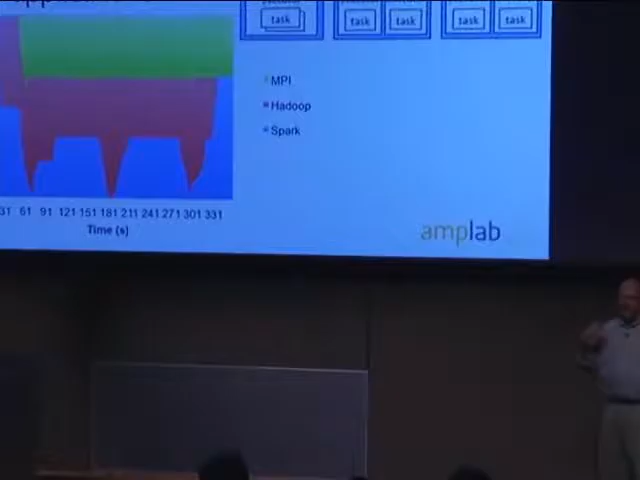 task
task
task
task
task
MPI
Hadoop
Spark
31 61 91 121 151 181 211 241 271 301 331
Time (s)
amplab